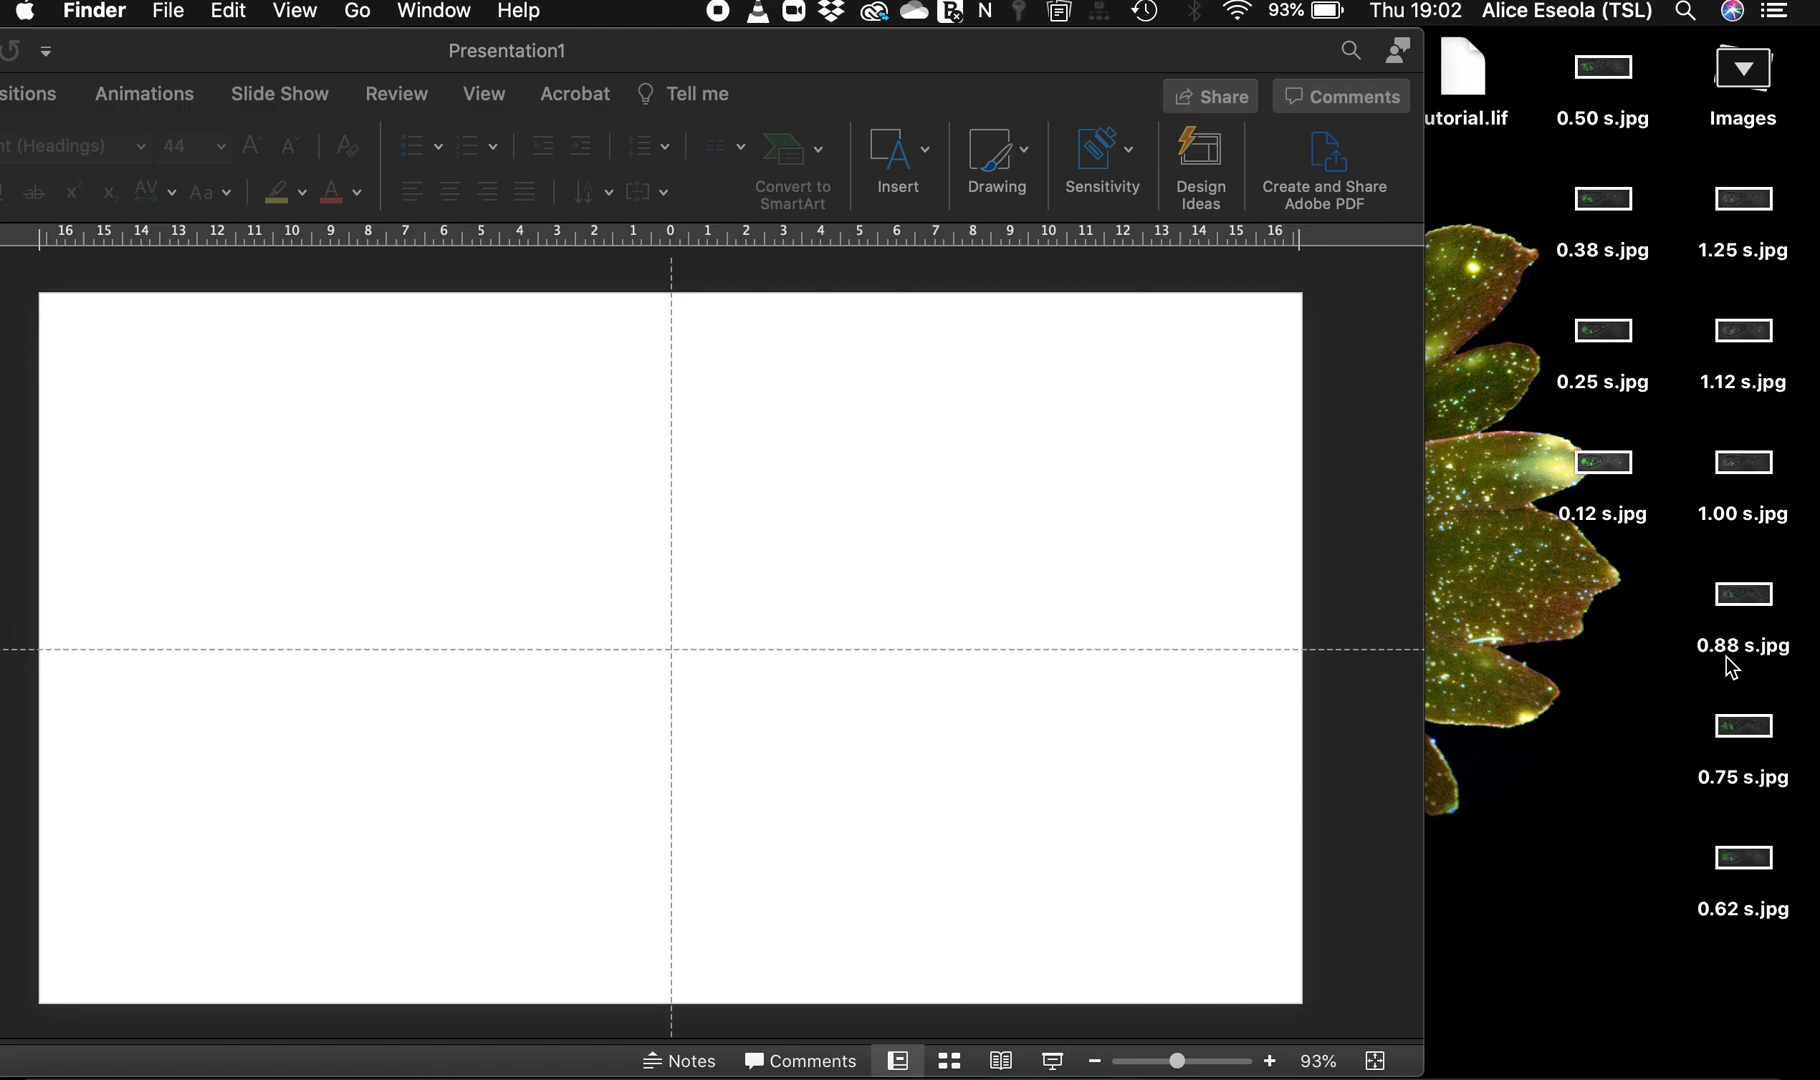 Finder File Edit View Go Window Help N 93% Thu 19:02 Alice Eseola (TSL)
Presentation1
sitions Animations Slide Show Review View Acrobat Tell me Share Comments
nt (Headings) 44
ab x² x₂ AV Aa A
Convert to
SmartArt
Insert
Drawing
Sensitivity
Design
Ideas
Create and Share
Adobe PDF
16 15 14 13 12 11 10 9 8 7 6 5 4 3 2 1 0 1 2 3 4 5 6 7 8 9 10 11 12 13 14 15 16
utorial.lif 0.50 s.jpg Images
0.38 s.jpg 1.25 s.jpg
0.25 s.jpg 1.12 s.jpg
0.12 s.jpg 1.00 s.jpg
0.88 s.jpg
0.75 s.jpg
0.62 s.jpg
Notes Comments 93%